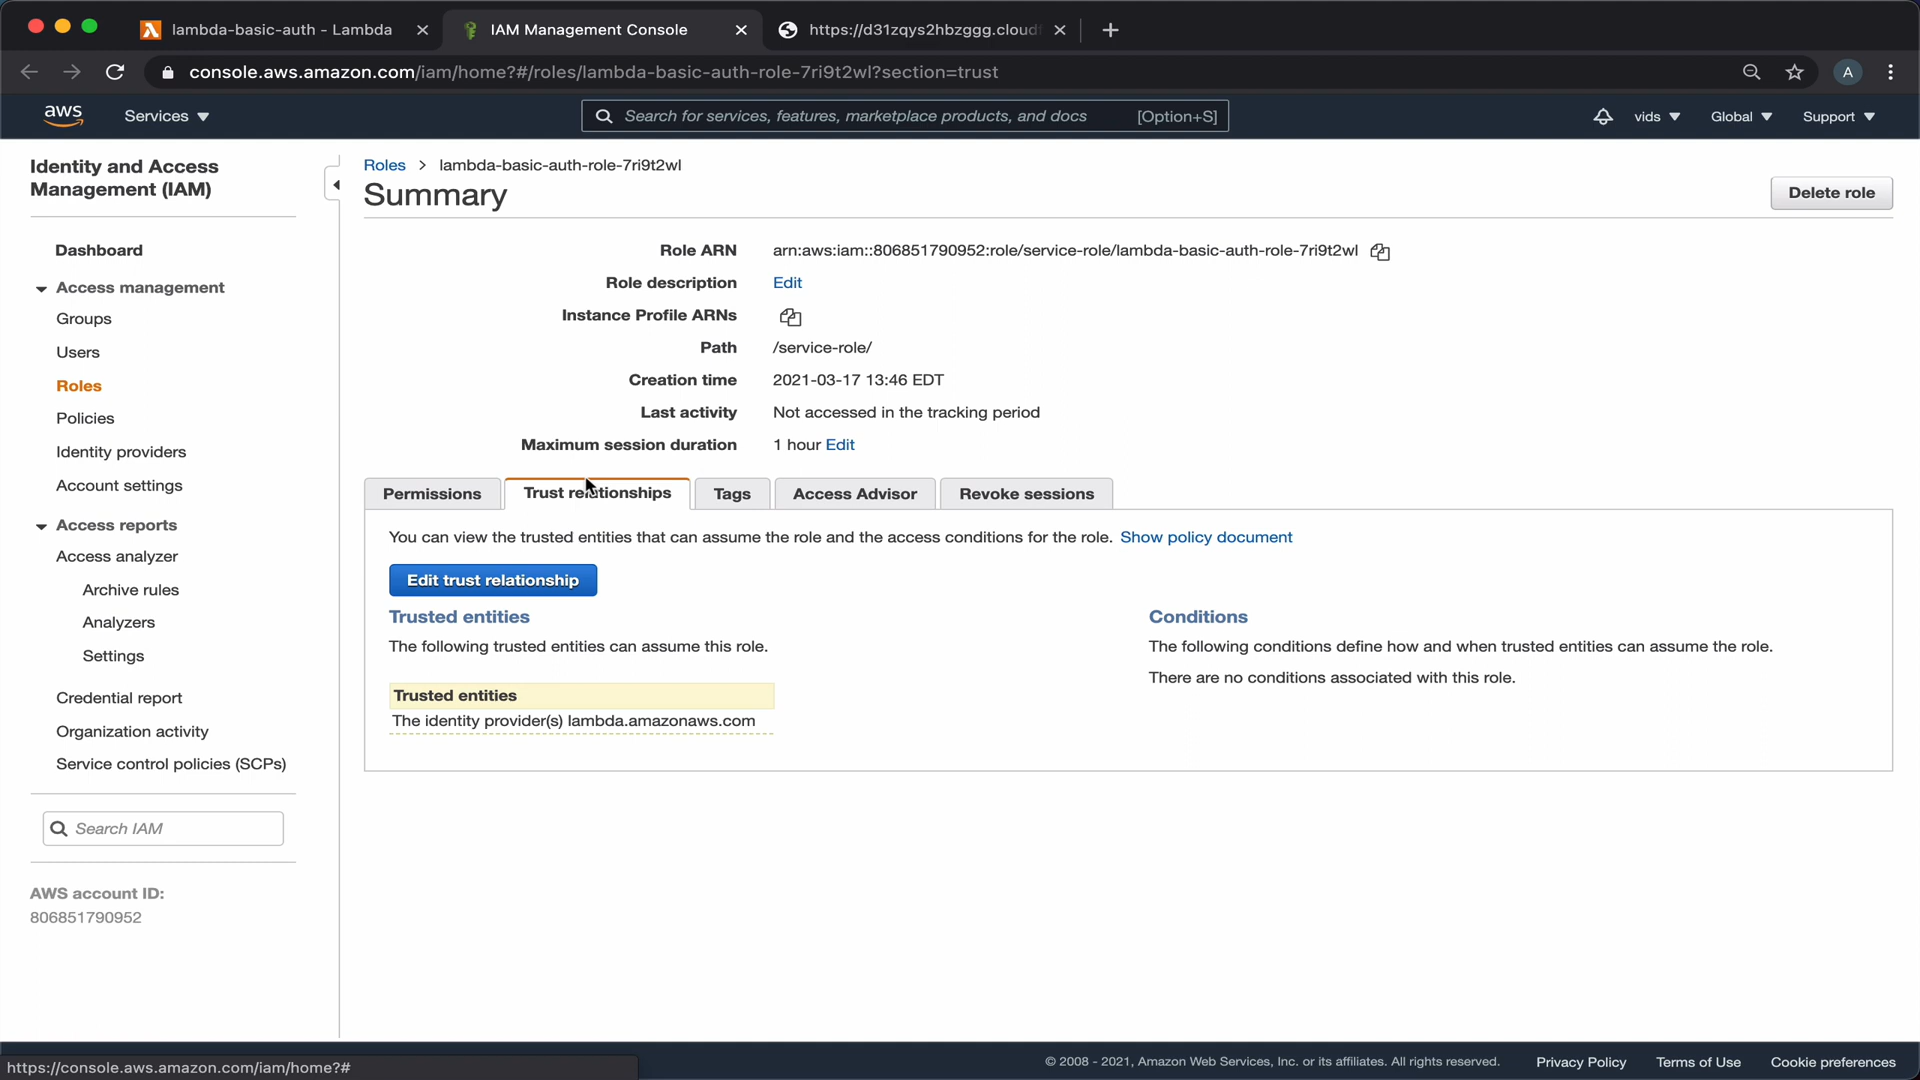 lambda-basic-auth - Lambda
IAM Management Console
https://d31zqys2hbzggg.cloudf
console.aws.amazon.com/iam/home?#/roles/lambda-basic-auth-role-7ri9t2wl?section=trust
A
aws
Services
Search for services, features, marketplace products, and docs [Option+S]
vids
Global
Support
Identity and Access
Management (IAM)
Dashboard
Access management
Groups
Users
Roles
Policies
Identity providers
Account settings
Access reports
Access analyzer
Archive rules
Analyzers
Settings
Credential report
Organization activity
Service control policies (SCPs)
Search IAM
AWS account ID:
806851790952
Roles > lambda-basic-auth-role-7ri9t2wl
Summary
Delete role
Role ARN arn:aws:iam::806851790952:role/service-role/lambda-basic-auth-role-7ri9t2wl
Role description Edit
Instance Profile ARNs
Path /service-role/
Creation time 2021-03-17 13:46 EDT
Last activity Not accessed in the tracking period
Maximum session duration 1 hour Edit
Permissions Trust relationships Tags Access Advisor Revoke sessions
You can view the trusted entities that can assume the role and the access conditions for the role. Show policy document
Edit trust relationship
Trusted entities
The following trusted entities can assume this role.
Trusted entities
The identity provider(s) lambda.amazonaws.com
Conditions
The following conditions define how and when trusted entities can assume the role.
There are no conditions associated with this role.
https://console.aws.amazon.com/iam/home?#
© 2008 - 2021, Amazon Web Services, Inc. or its affiliates. All rights reserved. Privacy Policy Terms of Use Cookie preferences